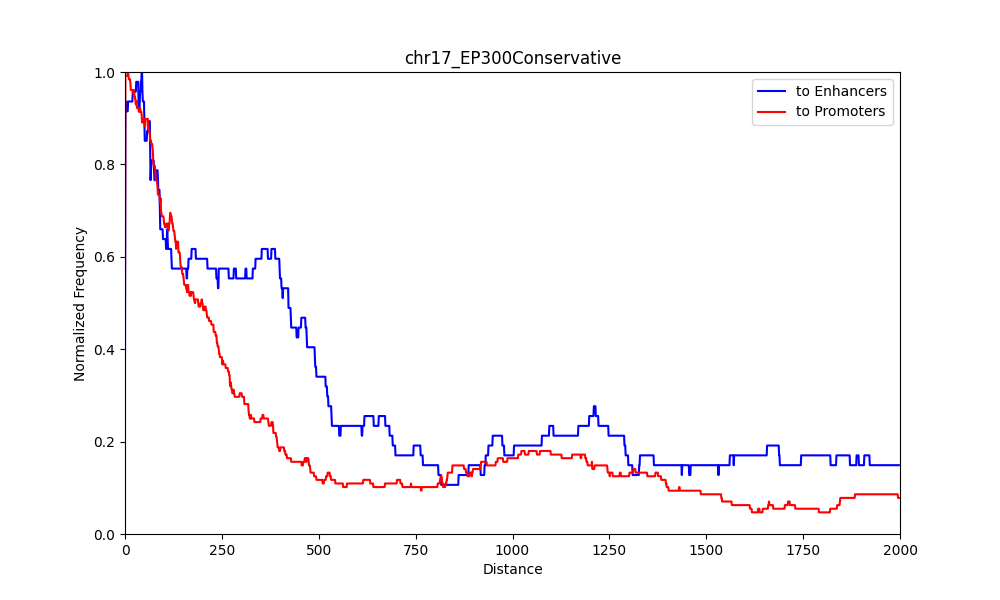 chr17_EP300Conservative
to Enhancers
to Promoters
1.0
0.8
0.6
0.4
0.2
0.0
Normalized Frequency
0 250 500 750 1000 1250 1500 1750 2000
Distance